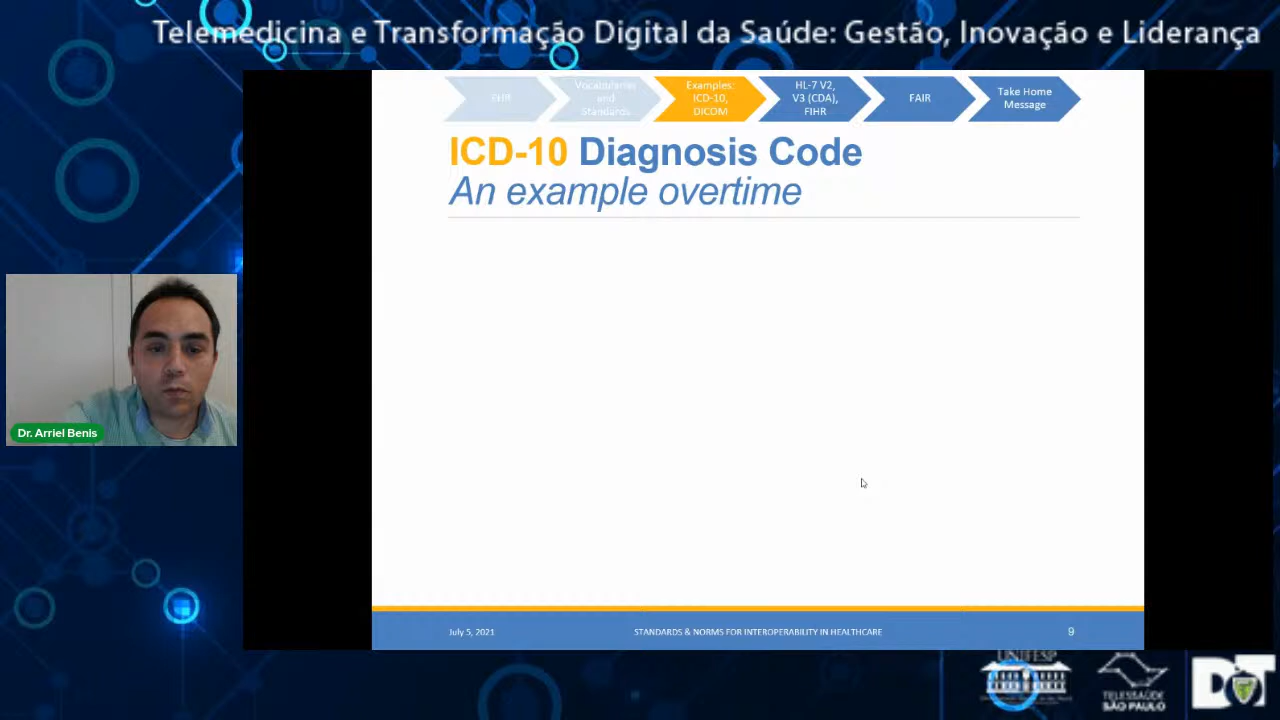 Telemedicina e Transformação Digital da Saúde: Gestão, Inovação e Liderança
EHR
Vocabularies
and
Standards
Examples:
ICD-10,
DICOM
HL-7 V2,
V3 (CDA),
FIHR
FAIR
Take Home
Message
ICD-10 Diagnosis Code
An example overtime
Dr. Arriel Benis
July 5, 2021
STANDARDS & NORMS FOR INTEROPERABILITY IN HEALTHCARE
9
UNIFESP
TELESSAÚDE
SÃO PAULO